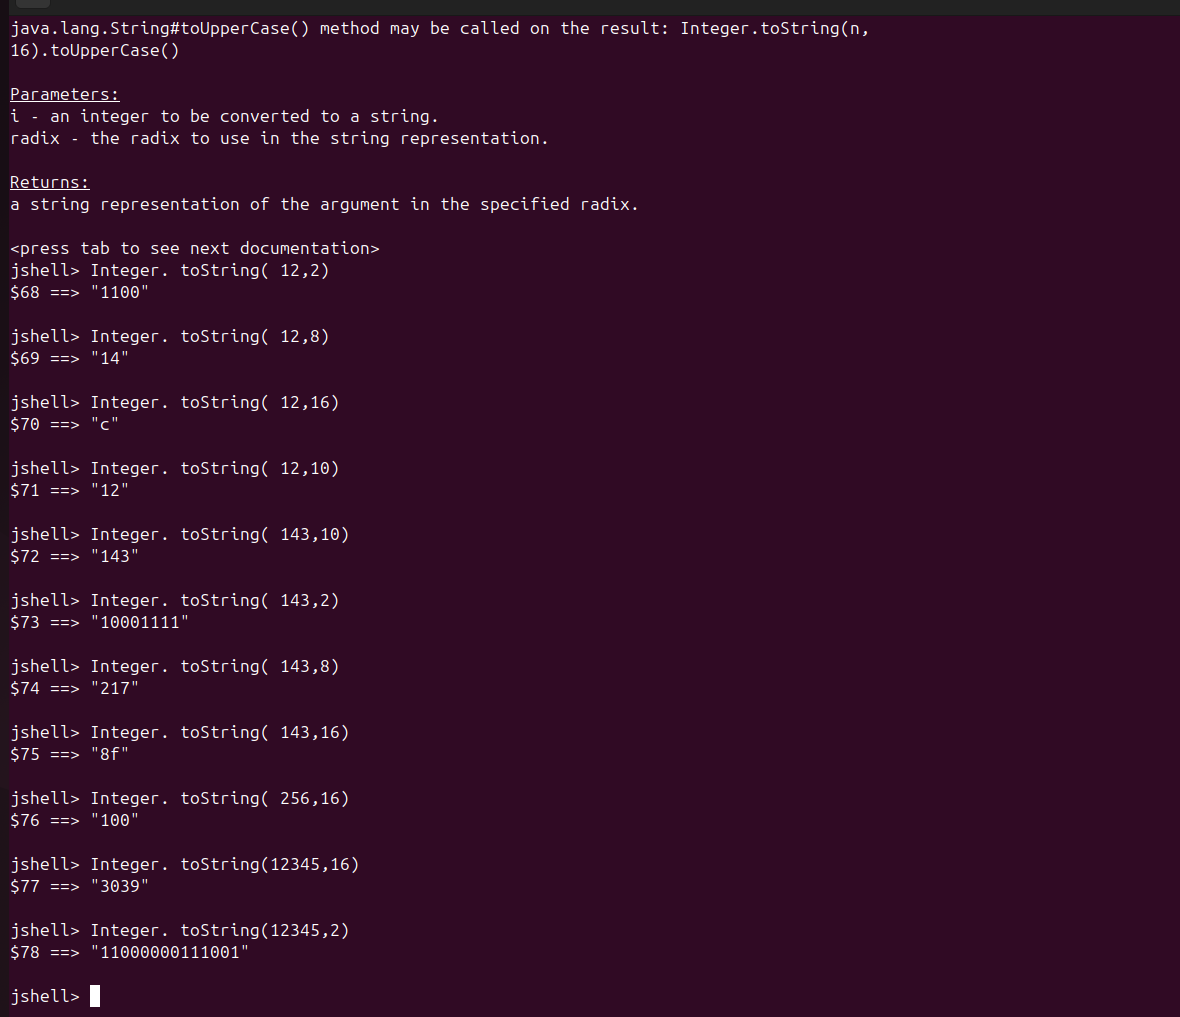 java.lang.String#toUpperCase() method may be called on the result: Integer.toString(n,
16).toUpperCase()
Parameters:
i - an integer to be converted to a string.
radix - the radix to use in the string representation.
Returns:
a string representation of the argument in the specified radix.
<press tab to see next documentation>
jshell> Integer. toString( 12,2)
$68 ==> "1100"
jshell> Integer. toString( 12,8)
$69 ==> "14"
jshell> Integer. toString( 12,16)
$70 ==> "c"
jshell> Integer. toString( 12,10)
$71 ==> "12"
jshell> Integer. toString( 143,10)
$72 ==> "143"
jshell> Integer. toString( 143,2)
$73 ==> "10001111"
jshell> Integer. toString( 143,8)
$74 ==> "217"
jshell> Integer. toString( 143,16)
$75 ==> "8f"
jshell> Integer. toString( 256,16)
$76 ==> "100"
jshell> Integer. toString(12345,16)
$77 ==> "3039"
jshell> Integer. toString(12345,2)
$78 ==> "11000000111001"
jshell>